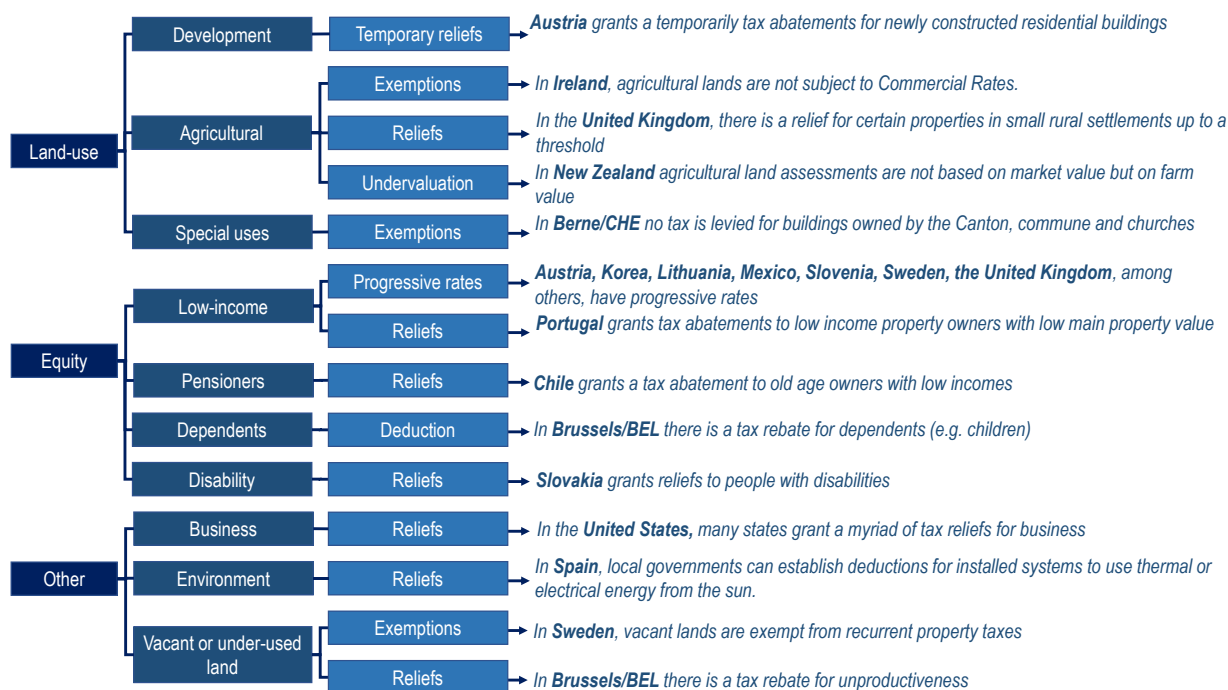 Development
Temporary reliefs
Austria grants a temporarily tax abatements for newly constructed residential buildings
Exemptions
In Ireland, agricultural lands are not subject to Commercial Rates.
Land-use
Agricultural
Reliefs
In the United Kingdom, there is a relief for certain properties in small rural settlements up to a
threshold
Undervaluation
In New Zealand agricultural land assessments are not based on market value but on farm
value
Special uses
Exemptions
In Berne/CHE no tax is levied for buildings owned by the Canton, commune and churches
Equity
Low-income
Progressive rates
Austria, Korea, Lithuania, Mexico, Slovenia, Sweden, the United Kingdom, among
others, have progressive rates
Reliefs
Portugal grants tax abatements to low income property owners with low main property value
Pensioners
Reliefs
Chile grants a tax abatement to old age owners with low incomes
Dependents
Deduction
In Brussels/BEL there is a tax rebate for dependents (e.g. children)
Disability
Reliefs
Slovakia grants reliefs to people with disabilities
Business
Reliefs
In the United States, many states grant a myriad of tax reliefs for business
Other
Environment
Reliefs
In Spain, local governments can establish deductions for installed systems to use thermal or
electrical energy from the sun.
Vacant or under-used
land
Exemptions
In Sweden, vacant lands are exempt from recurrent property taxes
Reliefs
In Brussels/BEL there is a tax rebate for unproductiveness